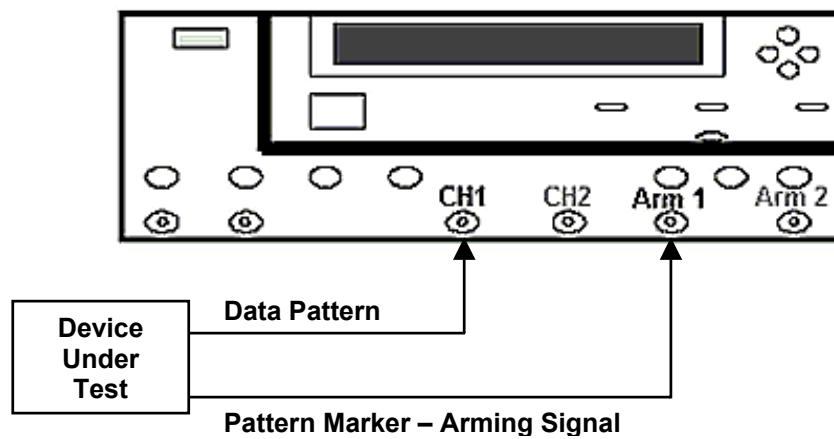 CH1
CH2
Arm 1
Arm 2
Data Pattern
Device
Under
Test
Pattern Marker – Arming Signal